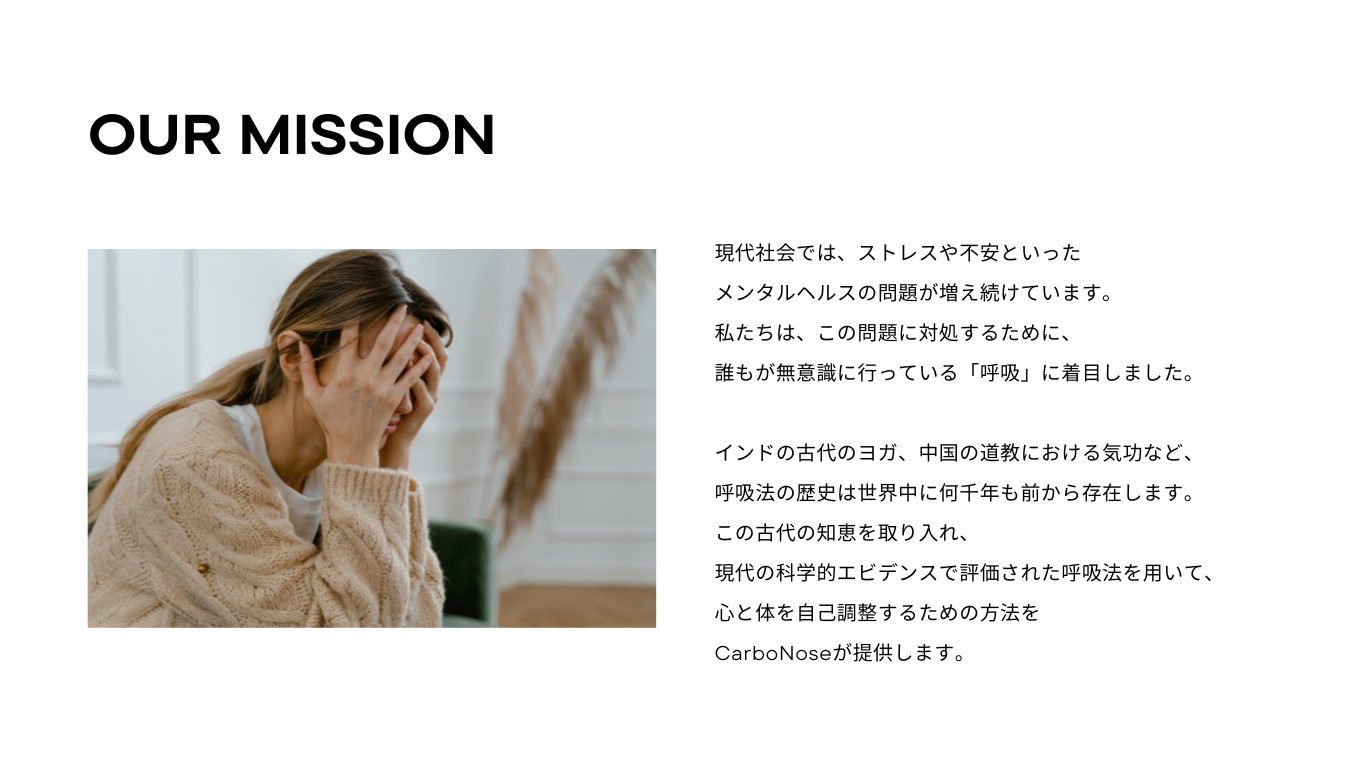 OUR MISSION
現代社会では、ストレスや不安といった
メンタルヘルスの問題が増え続けています。
私たちは、この問題に対処するために、
誰もが無意識に行っている「呼吸」に着目しました。
インドの古代のヨガ、中国の道教における気功など、
呼吸法の歴史は世界中に何千年も前から存在します。
この古代の知恵を取り入れ、
現代の科学的エビデンスで評価された呼吸法を用いて、
心と体を自己調整するための方法を
CarboNoseが提供します。